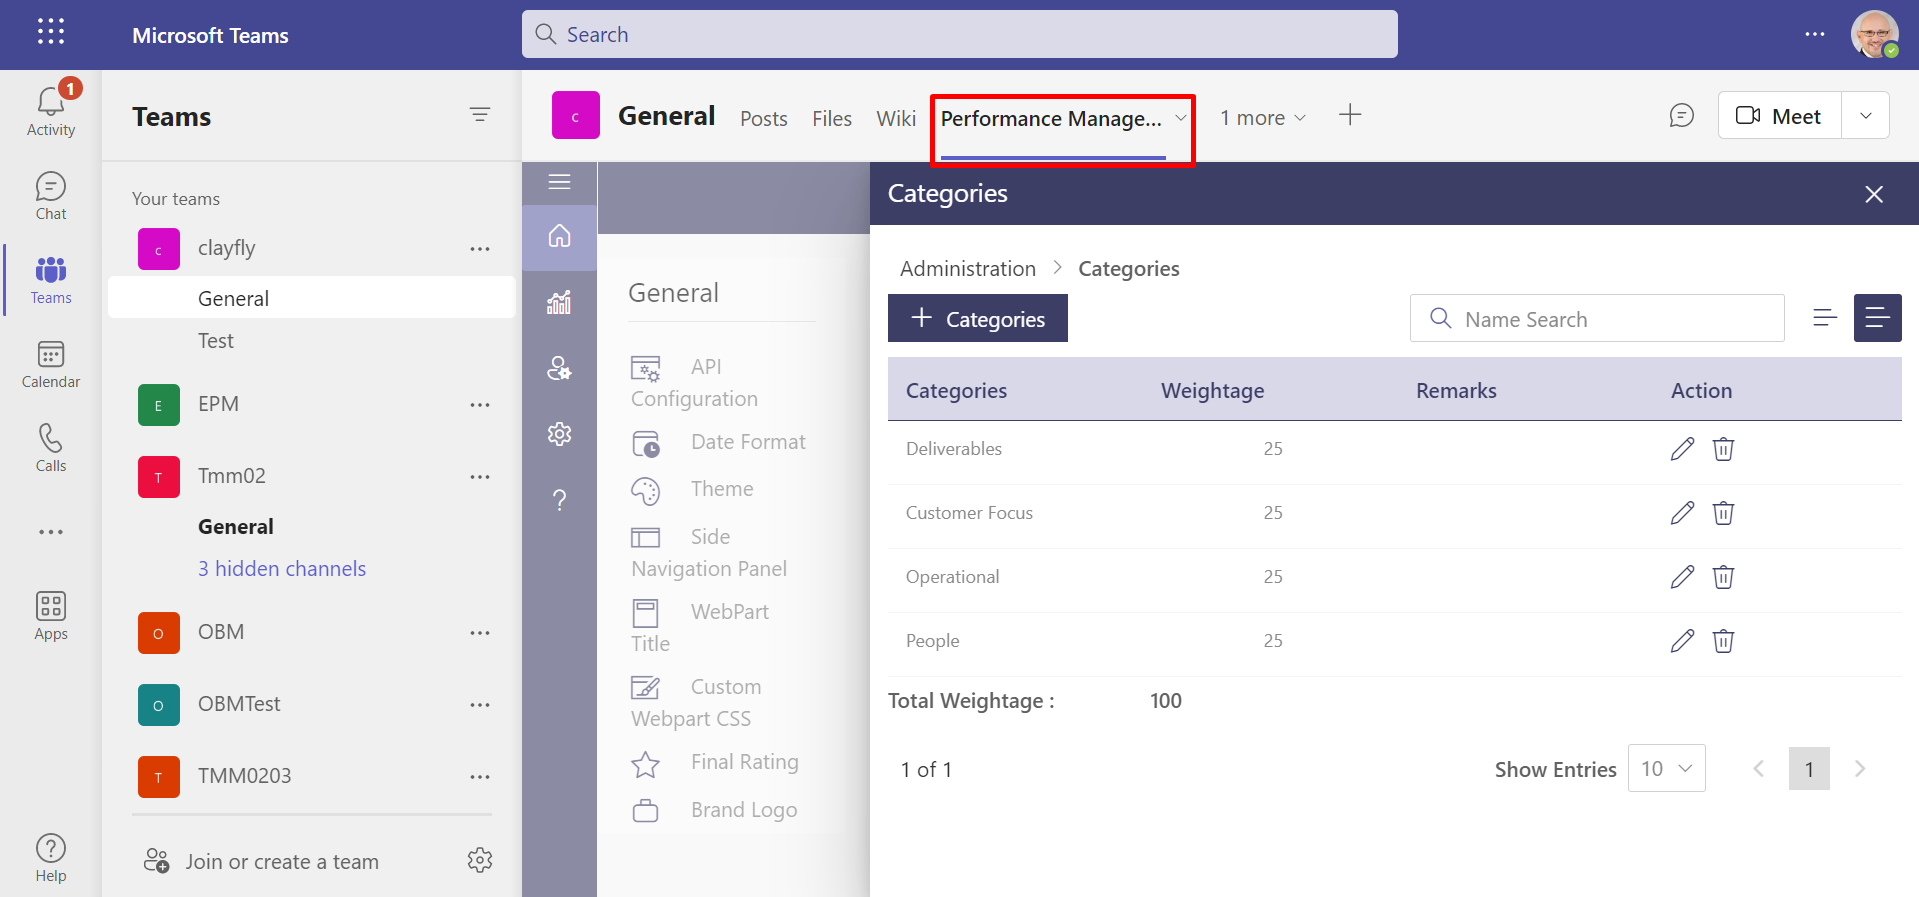 Microsoft Teams
Search
1
Activity
Chat
Teams
Calendar
Calls
Apps
Help
Teams
Your teams
c
clayfly
General
Test
E
EPM
T
Tmm02
General
3 hidden channels
O
OBM
O
OBMTest
T
TMM0203
Join or create a team
c
General
Posts
Files
Wiki
Performance Manage...
1 more
Meet
General
API
Configuration
Date Format
Theme
Side
Navigation Panel
WebPart
Title
Custom
Webpart CSS
Final Rating
Brand Logo
Categories
Administration > Categories
+ Categories
Name Search
Categories Weightage Remarks Action
Deliverables 25
Customer Focus 25
Operational 25
People 25
Total Weightage : 100
1 of 1
Show Entries 10
1